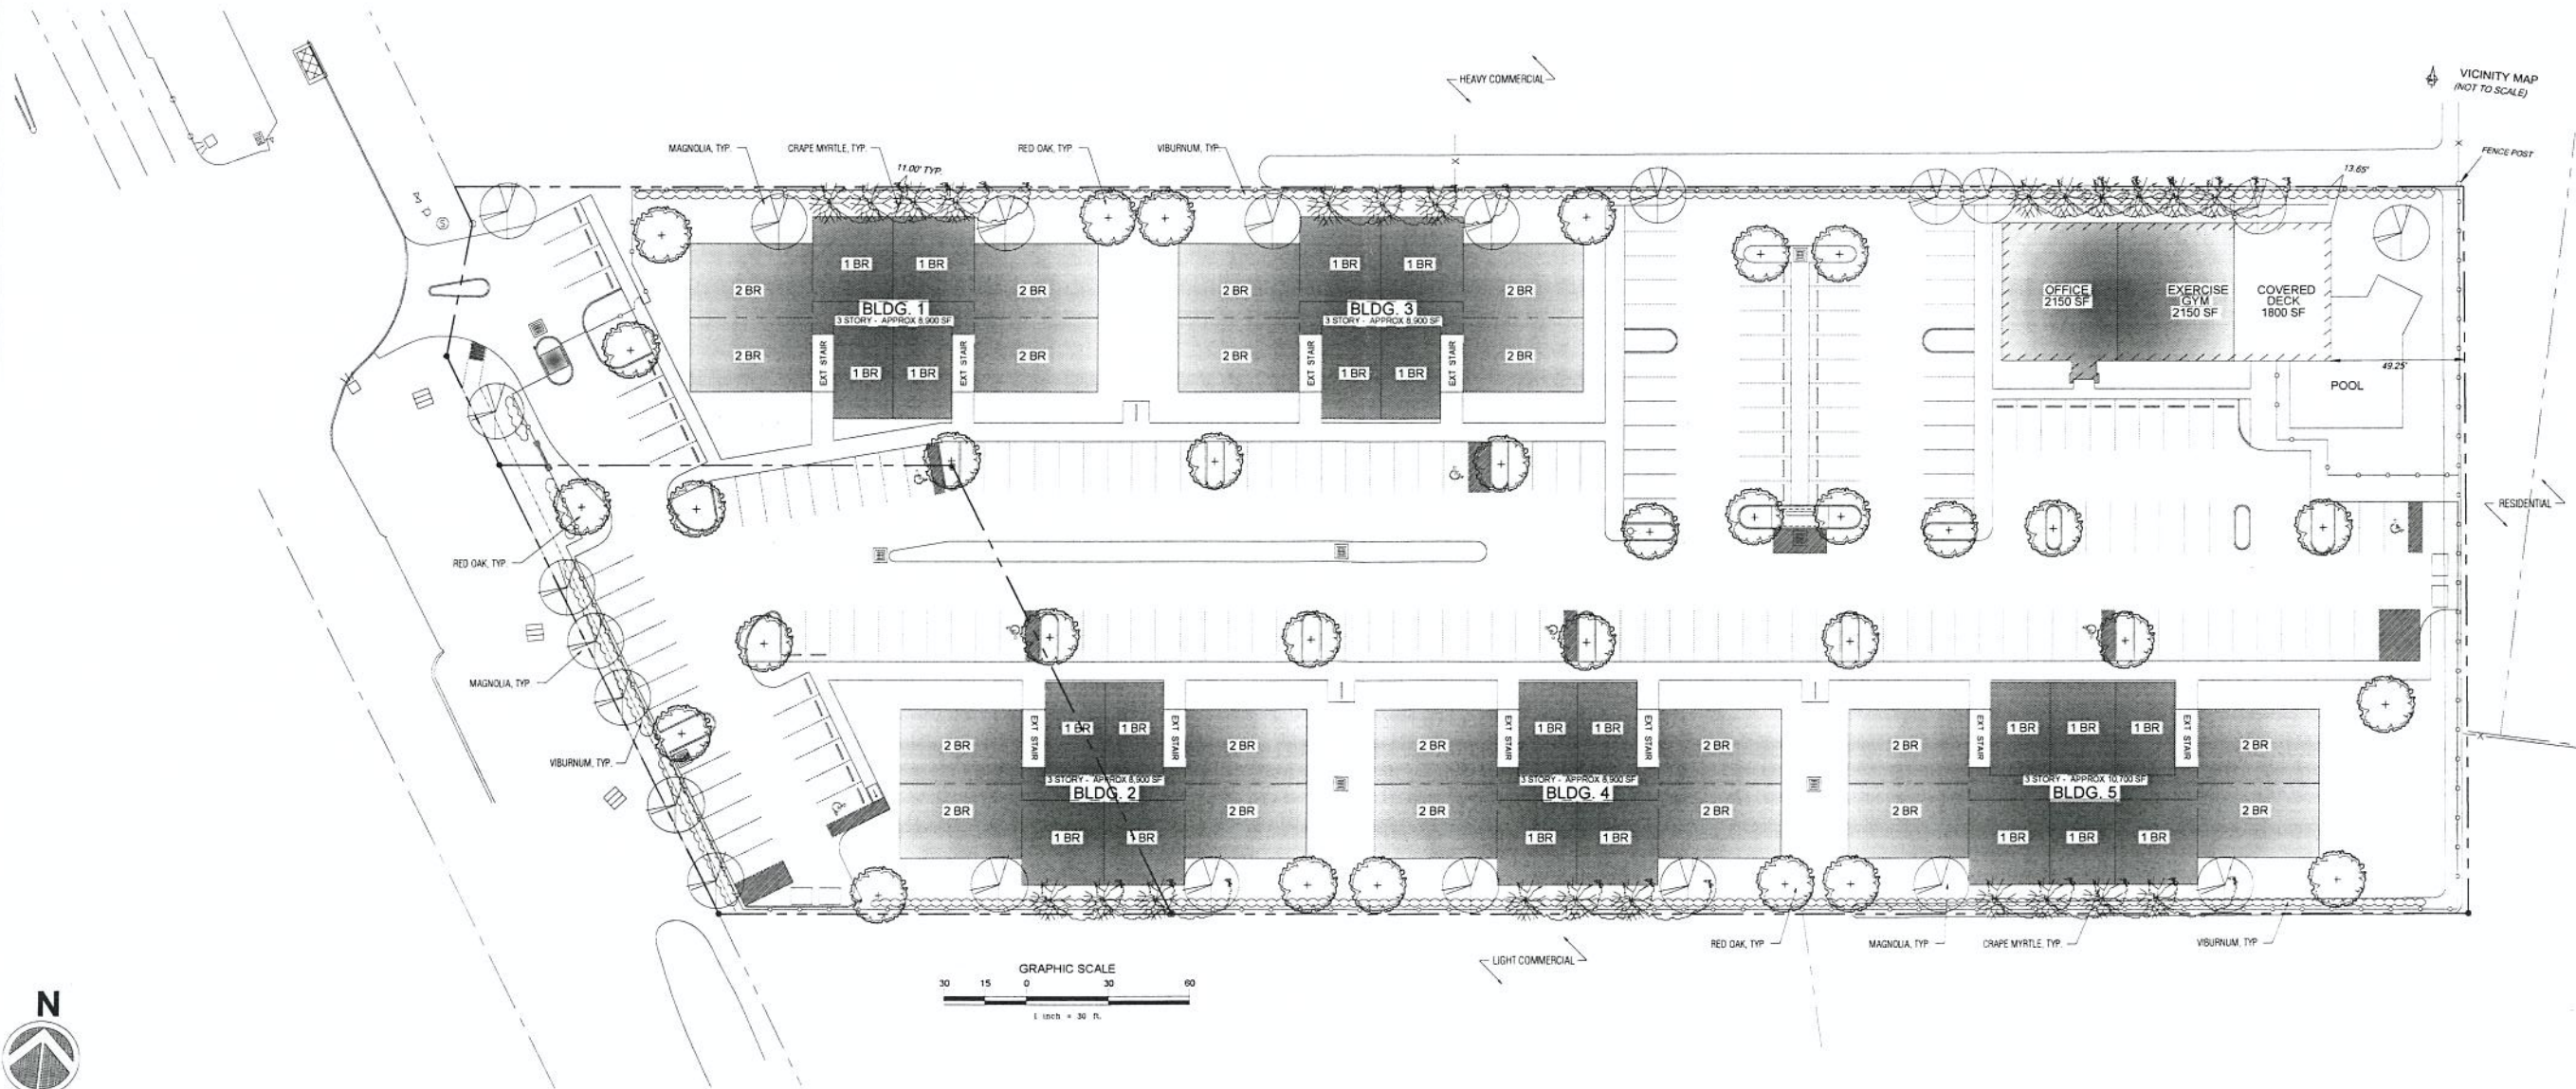 HEAVY COMMERCIAL
VICINITY MAP
(NOT TO SCALE)
MAGNOLIA, TYP.
CRAPE MYRTLE, TYP.
RED OAK, TYP.
VIBURNUM, TYP.
FENCE POST
11.00' TYP.
13.65'
S
1 BR
1 BR
2 BR
2 BR
BLDG. 1
3 STORY - APPROX 8,900 SF
2 BR
2 BR
EXT STAIR
EXT STAIR
1 BR
1 BR
1 BR
1 BR
2 BR
2 BR
BLDG. 3
3 STORY - APPROX 8,900 SF
2 BR
2 BR
EXT STAIR
EXT STAIR
1 BR
1 BR
OFFICE
2150 SF
EXERCISE
GYM
2150 SF
COVERED
DECK
1800 SF
49.25'
POOL
RESIDENTIAL
RED OAK, TYP.
MAGNOLIA, TYP
VIBURNUM, TYP.
EXT STAIR
1 BR
1 BR
EXT STAIR
2 BR
2 BR
3 STORY - APPROX 8,900 SF
BLDG. 2
2 BR
2 BR
1 BR
1 BR
EXT STAIR
1 BR
1 BR
EXT STAIR
2 BR
2 BR
3 STORY - APPROX 8,900 SF
BLDG. 4
2 BR
2 BR
1 BR
1 BR
EXT STAIR
1 BR
1 BR
1 BR
EXT STAIR
2 BR
2 BR
3 STORY - APPROX 10,700 SF
BLDG. 5
2 BR
2 BR
1 BR
1 BR
1 BR
RED OAK, TYP
MAGNOLIA, TYP
CRAPE MYRTLE, TYP.
VIBURNUM, TYP
LIGHT COMMERCIAL
GRAPHIC SCALE
30 15 0 30 60
1 inch = 30 ft.
N